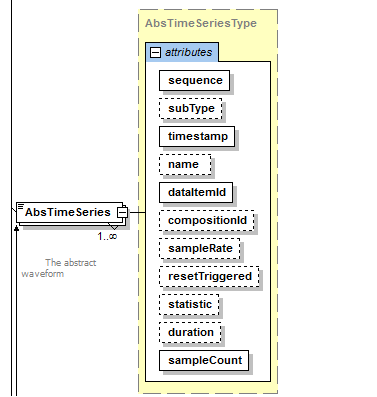 AbsTimeSeriesType
attributes
sequence
subType
timestamp
name
dataItemId
AbsTimeSeries
compositionId
1..∞
sampleRate
The abstract
waveform
resetTriggered
statistic
duration
sampleCount